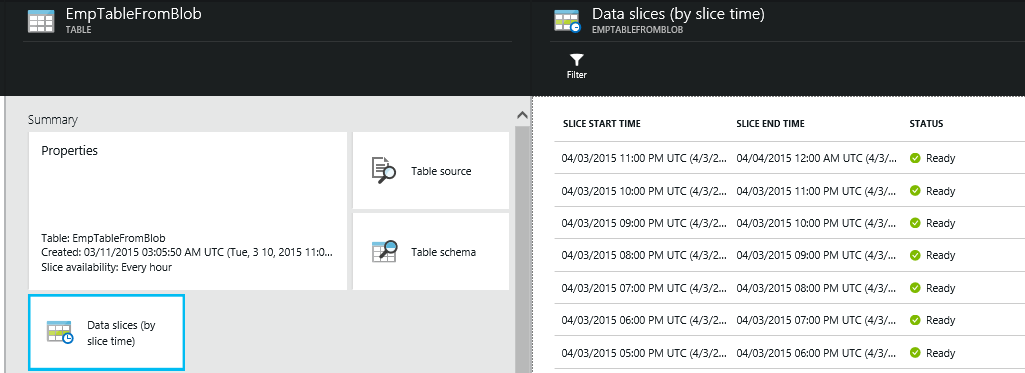 EmpTableFromBlob
TABLE
Summary
Properties
Table: EmpTableFromBlob
Created: 03/11/2015 03:05:50 AM UTC (Tue, 3 10, 2015 11:0...
Slice availability: Every hour
Table source
Table schema
Data slices (by
slice time)
Data slices (by slice time)
EMPTABLEFROMBLOB
Filter
SLICE START TIME SLICE END TIME STATUS
04/03/2015 11:00 PM UTC (4/3/2... 04/04/2015 12:00 AM UTC (4/3/... Ready
04/03/2015 10:00 PM UTC (4/3/2... 04/03/2015 11:00 PM UTC (4/3/... Ready
04/03/2015 09:00 PM UTC (4/3/2... 04/03/2015 10:00 PM UTC (4/3/... Ready
04/03/2015 08:00 PM UTC (4/3/2... 04/03/2015 09:00 PM UTC (4/3/... Ready
04/03/2015 07:00 PM UTC (4/3/2... 04/03/2015 08:00 PM UTC (4/3/... Ready
04/03/2015 06:00 PM UTC (4/3/2... 04/03/2015 07:00 PM UTC (4/3/... Ready
04/03/2015 05:00 PM UTC (4/3/2... 04/03/2015 06:00 PM UTC (4/3/... Ready